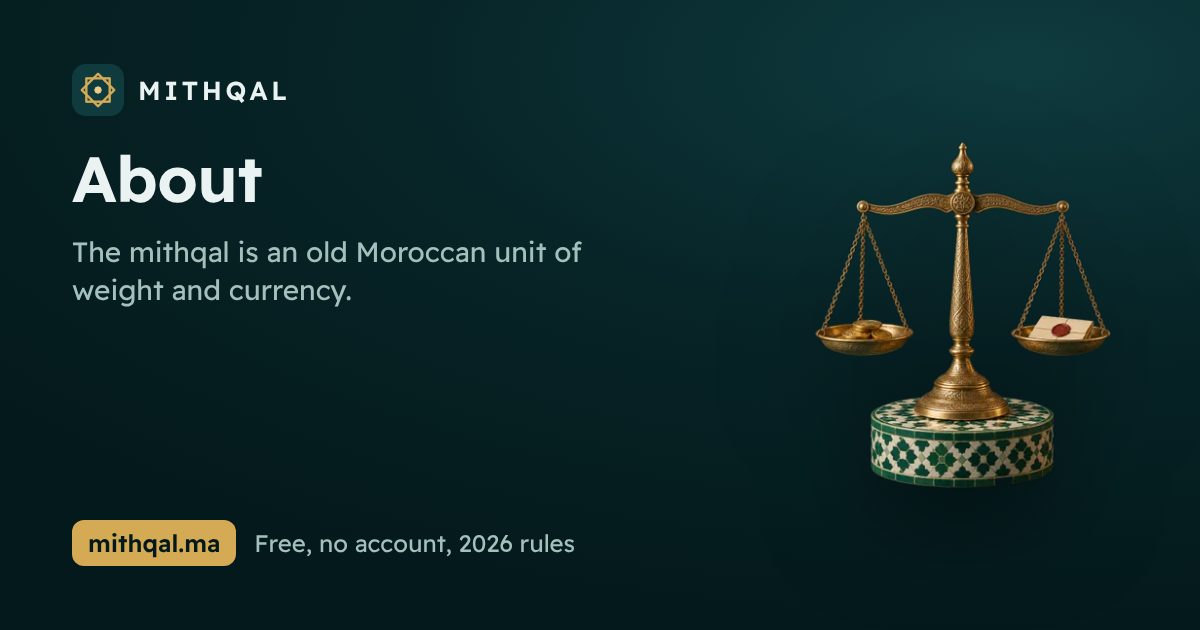 MITHQAL
About
The mithqal is an old Moroccan unit of
weight and currency.
mithqal.ma
Free, no account, 2026 rules